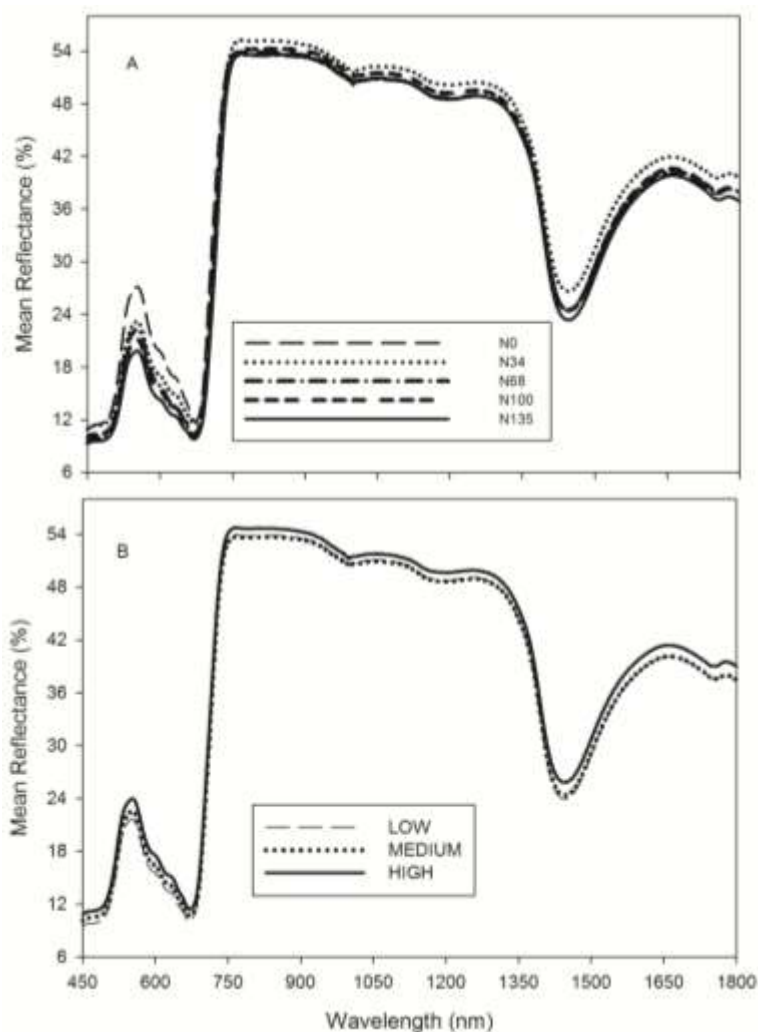 A
Mean Reflectance (%)
54
48
42
36
30
24
18
12
6
N0
N34
N68
N100
N135
B
Mean Reflectance (%)
54
48
42
36
30
24
18
12
6
LOW
MEDIUM
HIGH
450 600 750 900 1050 1200 1350 1500 1650 1800
Wavelength (nm)